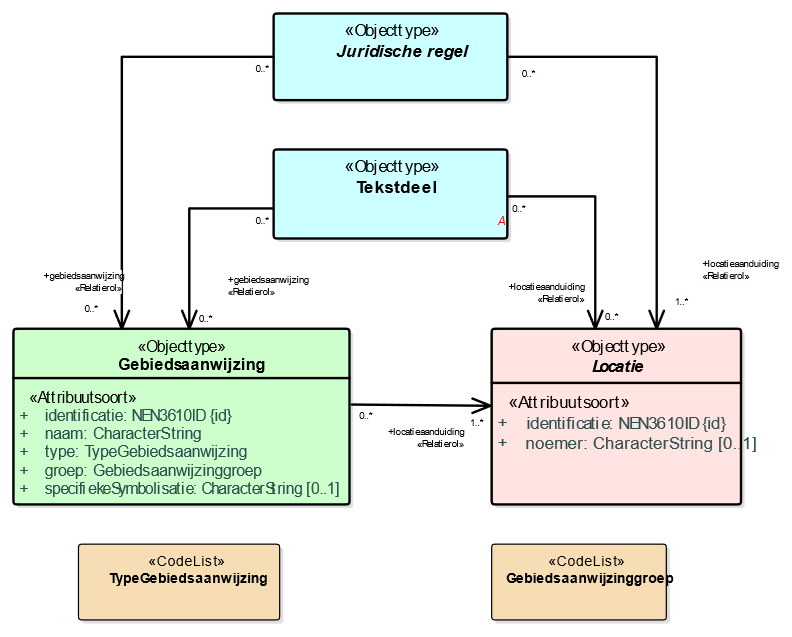 «Objecttype»
Juridische regel
0..*
0..*
«Objecttype»
Tekstdeel
A
0..*
0..*
+gebiedsaanwijzing
«Relatierol»
0..*
+gebiedsaanwijzing
«Relatierol»
0..*
+locatieaanduiding
«Relatierol»
0..*
+locatieaanduiding
«Relatierol»
1..*
«Objecttype»
Gebiedsaanwijzing
«Attribuutsoort»
+ identificatie: NEN3610ID {id}
+ naam: CharacterString
+ type: TypeGebiedsaanwijzing
+ groep: Gebiedsaanwijzinggroep
+ specifiekeSymbolisatie: CharacterString [0..1]
0..*
+locatieaanduiding
«Relatierol»
1..*
«Objecttype»
Locatie
«Attribuutsoort»
+ identificatie: NEN3610ID {id}
+ noemer: CharacterString [0..1]
«CodeList»
TypeGebiedsaanwijzing
«CodeList»
Gebiedsaanwijzinggroep